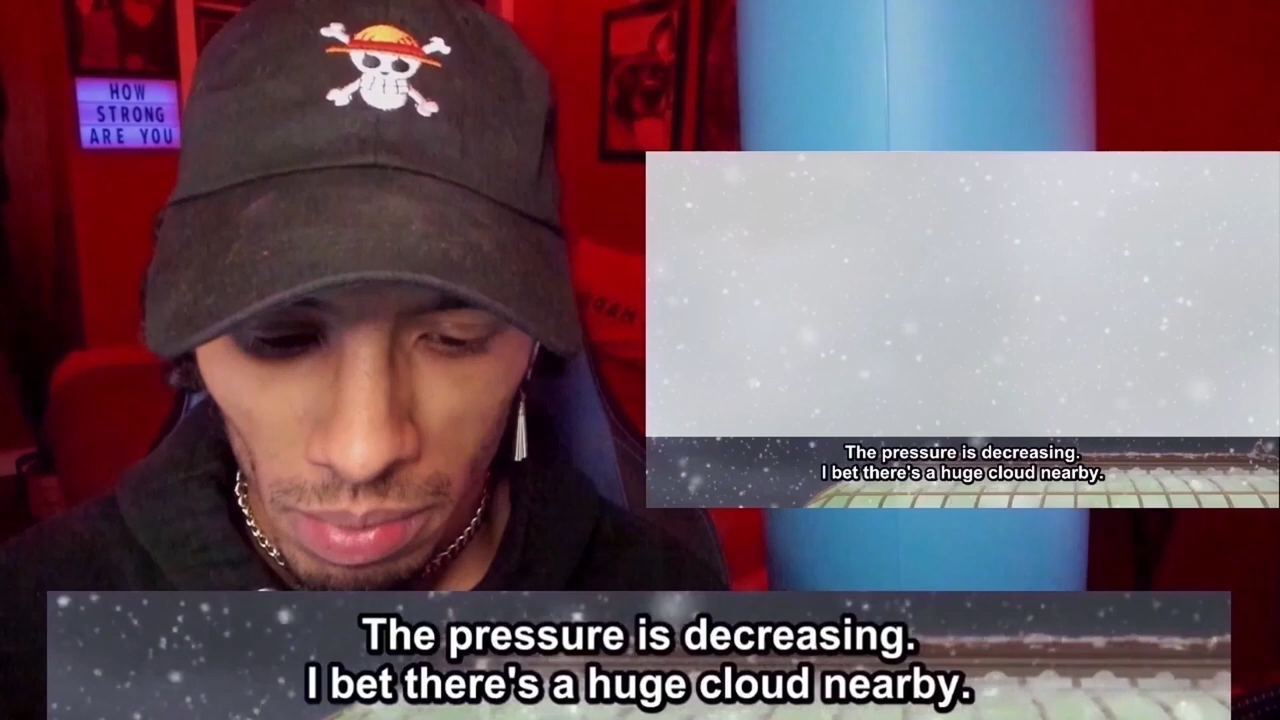 HOW
STRONG
ARE YOU
The pressure is decreasing.
I bet there's a huge cloud nearby.
The pressure is decreasing.
I bet there's a huge cloud nearby.